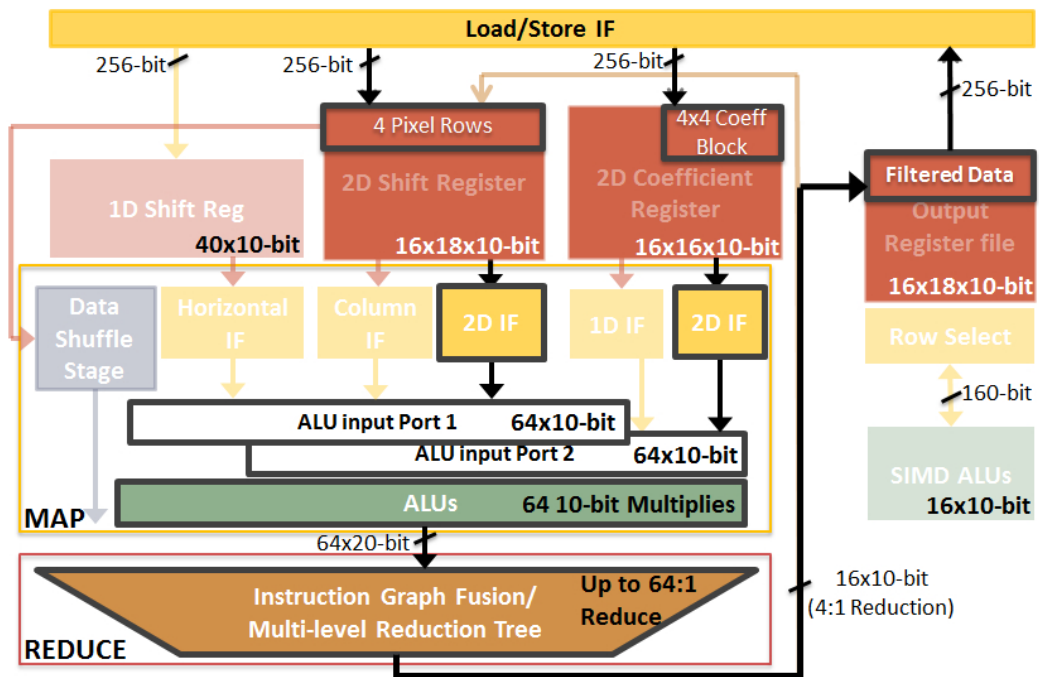 Load/Store IF
256-bit
256-bit
256-bit
256-bit
4 Pixel Rows
4x4 Coeff
Block
1D Shift Reg
40x10-bit
2D Shift Register
16x18x10-bit
2D Coefficient
Register
16x16x10-bit
Filtered Data
Output
Register file
16x18x10-bit
Data
Shuffle
Stage
Horizontal
IF
Column
IF
2D IF
1D IF
2D IF
Row Select
160-bit
ALU input Port 1
64x10-bit
ALU input Port 2
64x10-bit
SIMD ALUs
16x10-bit
ALUs
64 10-bit Multiplies
MAP
64x20-bit
Instruction Graph Fusion/
Multi-level Reduction Tree
Up to 64:1
Reduce
16x10-bit
(4:1 Reduction)
REDUCE